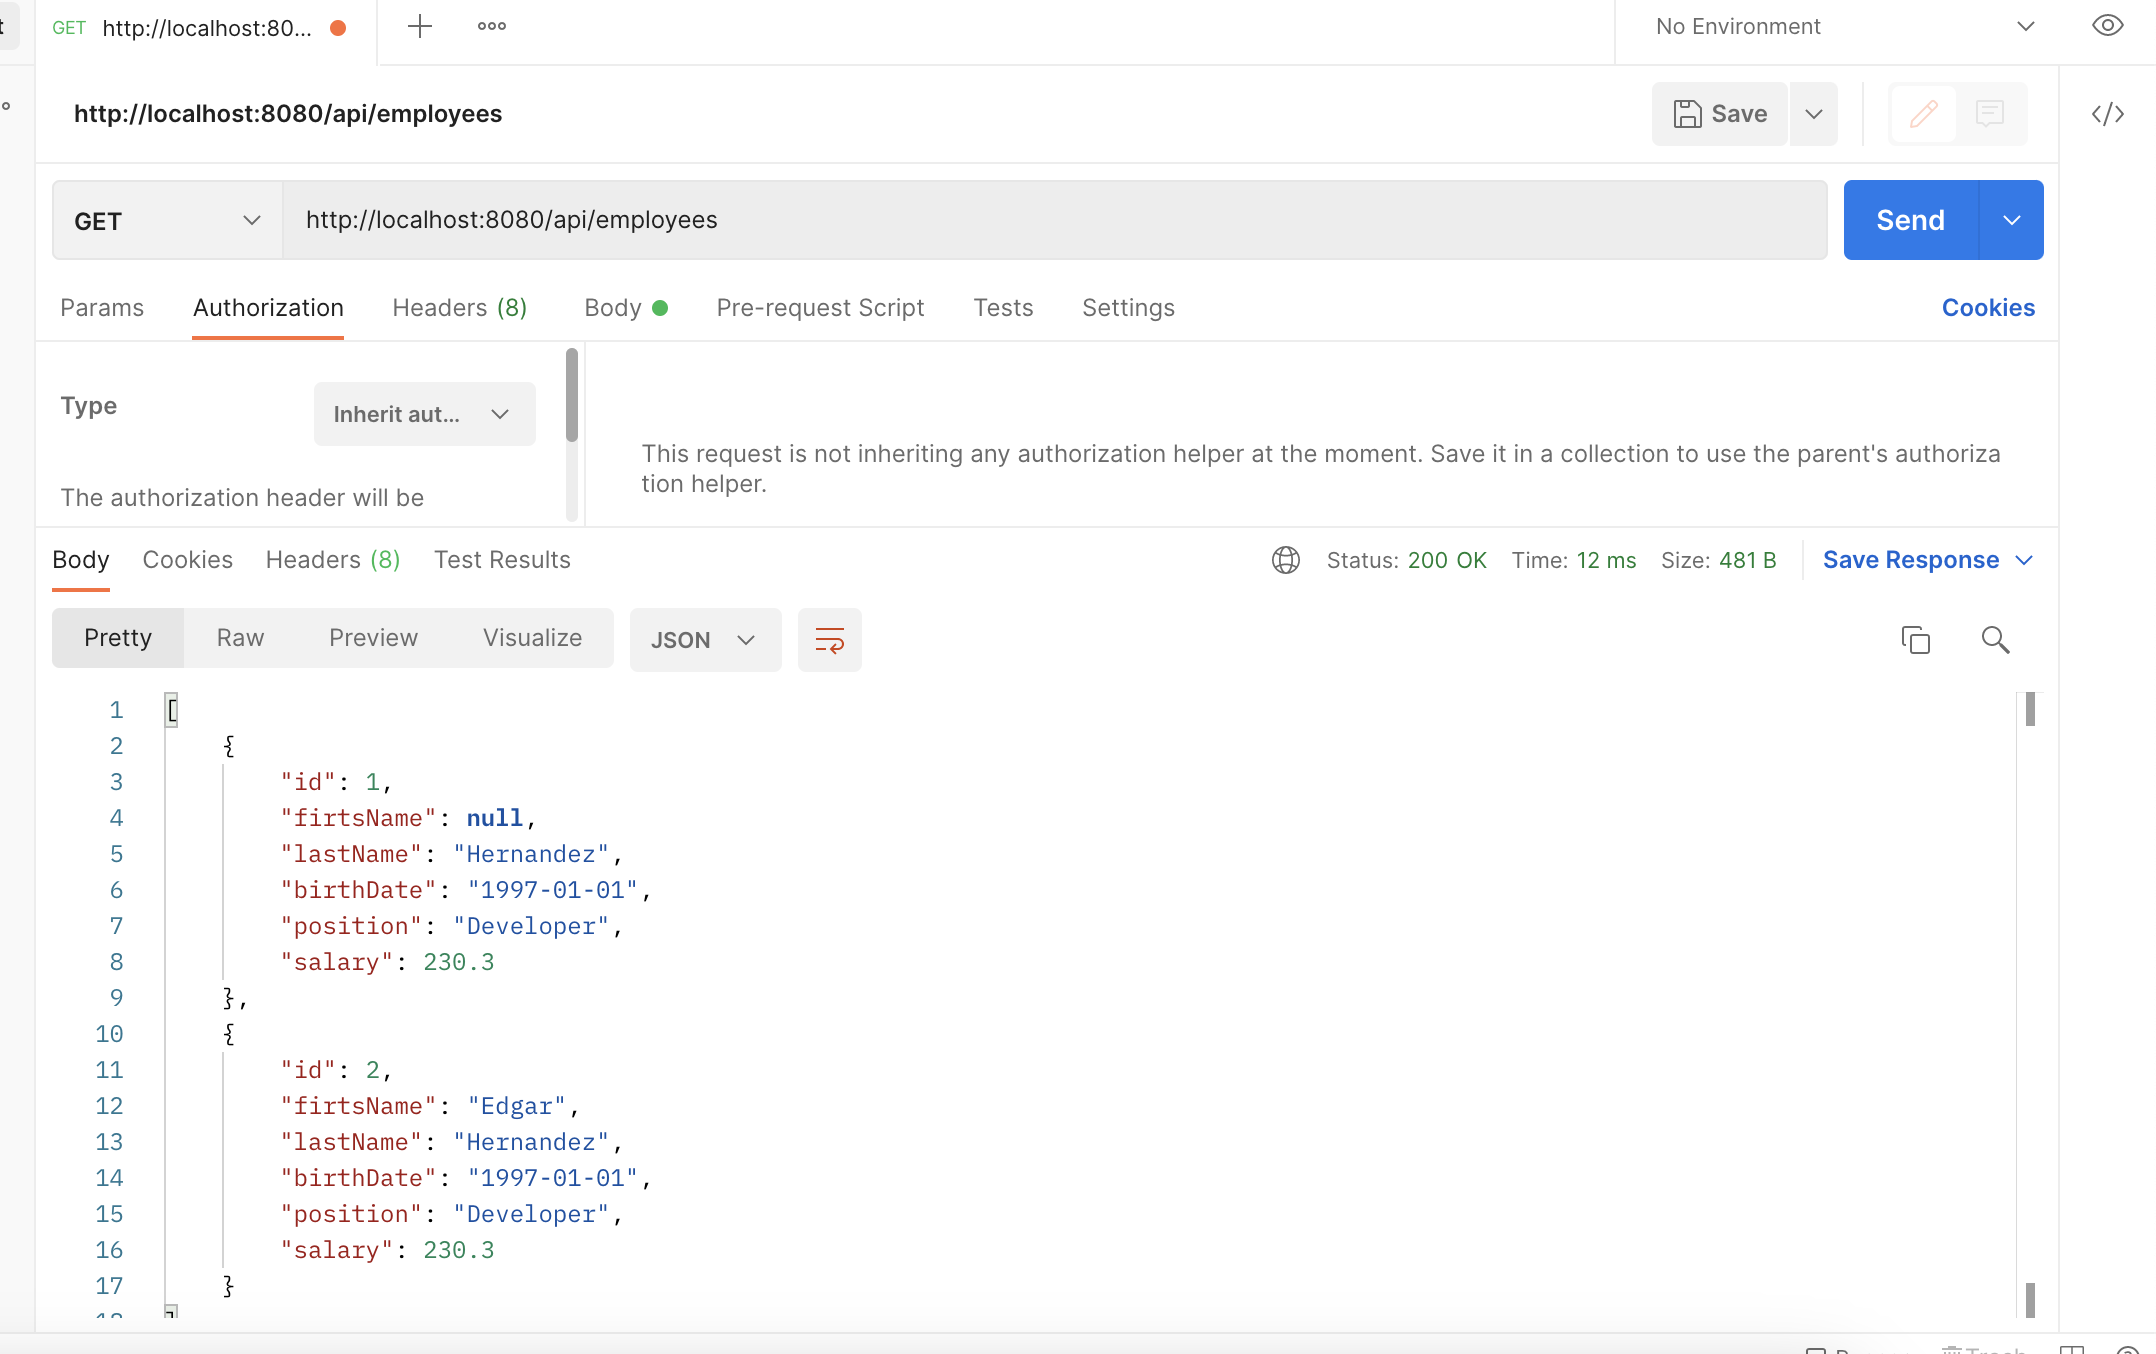 GET http://localhost:80... No Environment
http://localhost:8080/api/employees Save
GET http://localhost:8080/api/employees Send
Params Authorization Headers (8) Body Pre-request Script Tests Settings Cookies
Type Inherit aut...
This request is not inheriting any authorization helper at the moment. Save it in a collection to use the parent's authoriza
tion helper.
The authorization header will be
Body Cookies Headers (8) Test Results Status: 200 OK Time: 12 ms Size: 481 B Save Response
Pretty Raw Preview Visualize JSON
1 [
2 {
3 "id": 1,
4 "firtsName": null,
5 "lastName": "Hernandez",
6 "birthDate": "1997-01-01",
7 "position": "Developer",
8 "salary": 230.3
9 },
10 {
11 "id": 2,
12 "firtsName": "Edgar",
13 "lastName": "Hernandez",
14 "birthDate": "1997-01-01",
15 "position": "Developer",
16 "salary": 230.3
17 }
18 ]